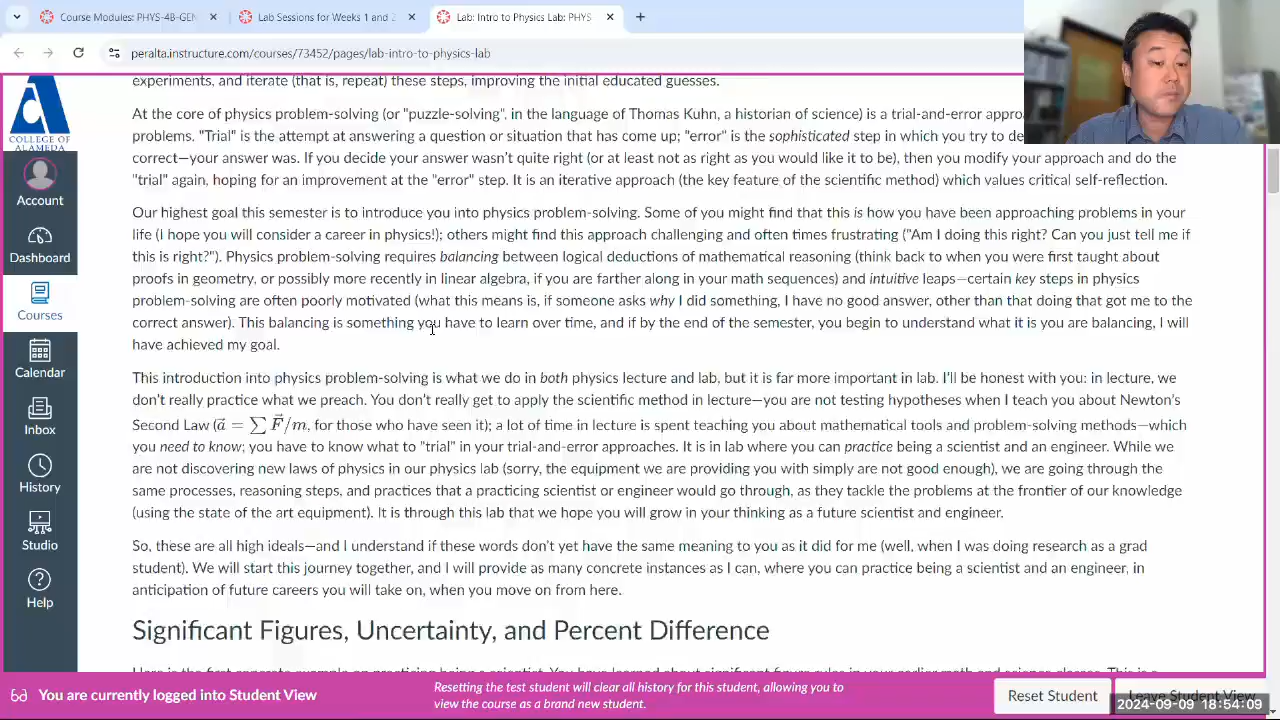 Course Modules: PHYS-4B-GEN
Lab Sessions for Weeks 1 and 2
Lab: Intro to Physics Lab: PHYS
peralta.instructure.com/courses/73452/pages/lab-intro-to-physics-lab
COLLEGE OF
ALAMEDA
Account
Dashboard
Courses
Calendar
Inbox
History
Studio
Help
experiments, and iterate (that is, repeat) these steps, improving the initial educated guesses.
At the core of physics problem-solving (or "puzzle-solving", in the language of Thomas Kuhn, a historian of science) is a trial-and-error
problems. "Trial" is the attempt at answering a question or situation that has come up; "error" is the sophisticated step in which you try to
correct—your answer was. If you decide your answer wasn't quite right (or at least not as right as you would like it to be), then you modify your approach and do the
"trial" again, hoping for an improvement at the "error" step. It is an iterative approach (the key feature of the scientific method) which values critical self-reflection.
Our highest goal this semester is to introduce you into physics problem-solving. Some of you might find that this is how you have been approaching problems in your
life (I hope you will consider a career in physics!); others might find this approach challenging and often times frustrating ("Am I doing this right? Can you just tell me if
this is right?"). Physics problem-solving requires balancing between logical deductions of mathematical reasoning (think back to when you were first taught about
proofs in geometry, or possibly more recently in linear algebra, if you are farther along in your math sequences) and intuitive leaps—certain key steps in physics
problem-solving are often poorly motivated (what this means is, if someone asks why I did something, I have no good answer, other than that doing that got me to the
correct answer). This balancing is something you have to learn over time, and if by the end of the semester, you begin to understand what it is you are balancing, I will
have achieved my goal.
This introduction into physics problem-solving is what we do in both physics lecture and lab, but it is far more important in lab. I'll be honest with you: in lecture, we
don't really practice what we preach. You don't really get to apply the scientific method in lecture—you are not testing hypotheses when I teach you about Newton's
Second Law (a⃗ = ∑ F⃗/m, for those who have seen it); a lot of time in lecture is spent teaching you about mathematical tools and problem-solving methods—which
you need to know; you have to know what to "trial" in your trial-and-error approaches. It is in lab where you can practice being a scientist and an engineer. While we
are not discovering new laws of physics in our physics lab (sorry, the equipment we are providing you with simply are not good enough), we are going through the
same processes, reasoning steps, and practices that a practicing scientist or engineer would go through, as they tackle the problems at the frontier of our knowledge
(using the state of the art equipment). It is through this lab that we hope you will grow in your thinking as a future scientist and engineer.
So, these are all high ideals—and I understand if these words don't yet have the same meaning to you as it did for me (well, when I was doing research as a grad
student). We will start this journey together, and I will provide as many concrete instances as I can, where you can practice being a scientist and an engineer, in
anticipation of future careers you will take on, when you move on from here.
Significant Figures, Uncertainty, and Percent Difference
You are currently logged into Student View
Resetting the test student will clear all history for this student, allowing you to
view the course as a brand new student.
Reset Student
Leave Student View
2024-09-09 18:54:09